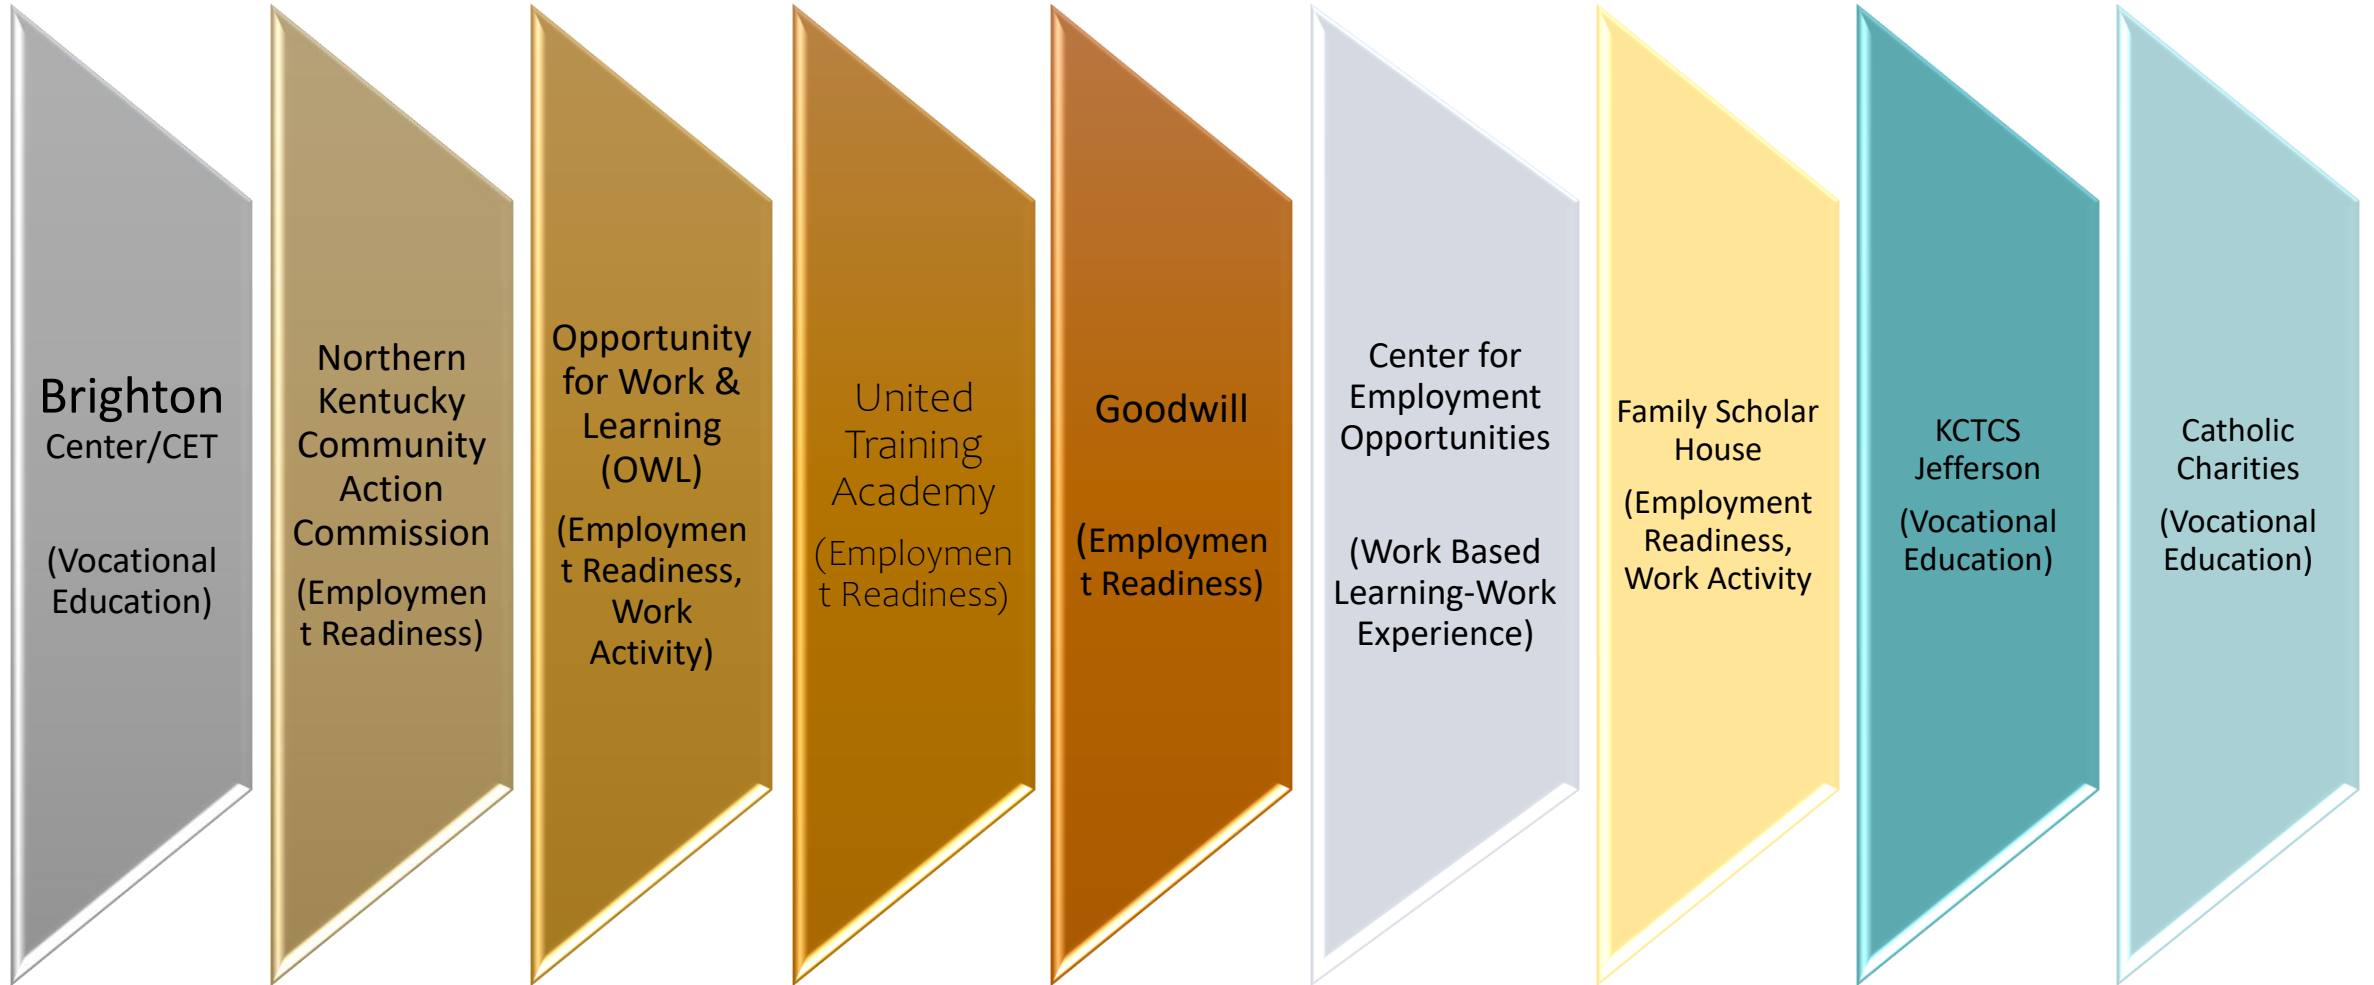 Brighton
Center/CET
(Vocational
Education)
Northern
Kentucky
Community
Action
Commission
(Employmen
t Readiness)
Opportunity
for Work &
Learning
(OWL)
(Employmen
t Readiness,
Work
Activity)
United
Training
Academy
(Employmen
t Readiness)
Goodwill
(Employmen
t Readiness)
Center for
Employment
Opportunities
(Work Based
Learning-Work
Experience)
Family Scholar
House
(Employment
Readiness,
Work Activity
KCTCS
Jefferson
(Vocational
Education)
Catholic
Charities
(Vocational
Education)